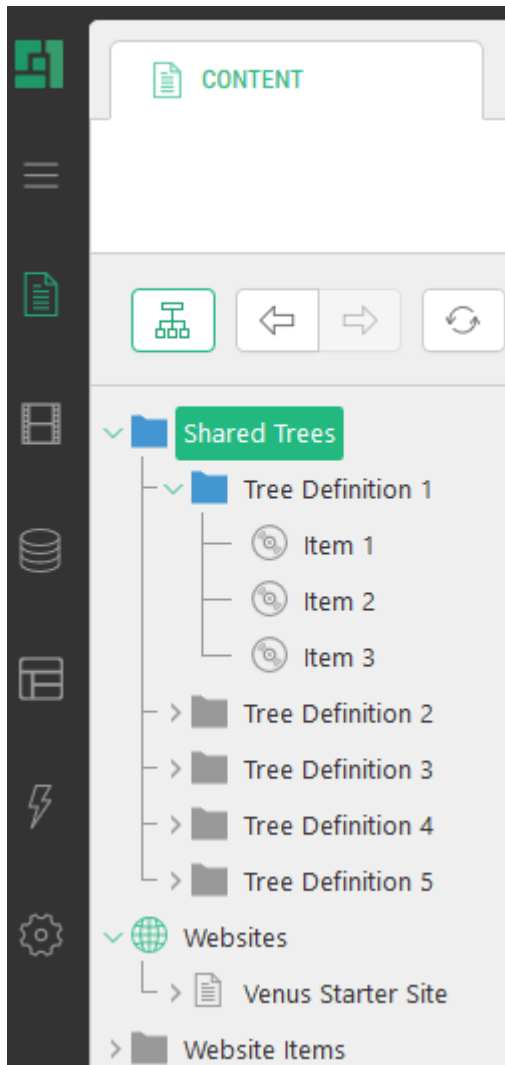 CONTENT
Shared Trees
Tree Definition 1
Item 1
Item 2
Item 3
Tree Definition 2
Tree Definition 3
Tree Definition 4
Tree Definition 5
Websites
Venus Starter Site
Website Items